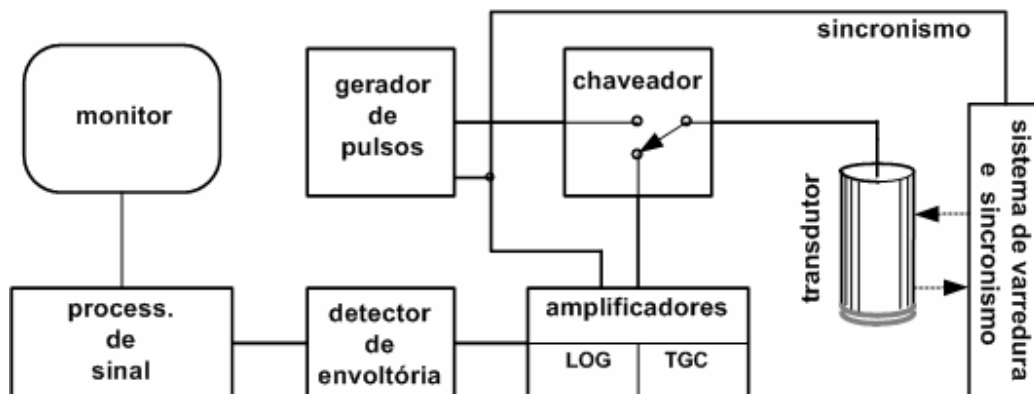 sincronismo
monitor
gerador
de
pulsos
chaveador
transdutor
sistema de varredura
e sincronismo
process.
de
sinal
detector
de
envoltória
amplificadores
LOG
TGC